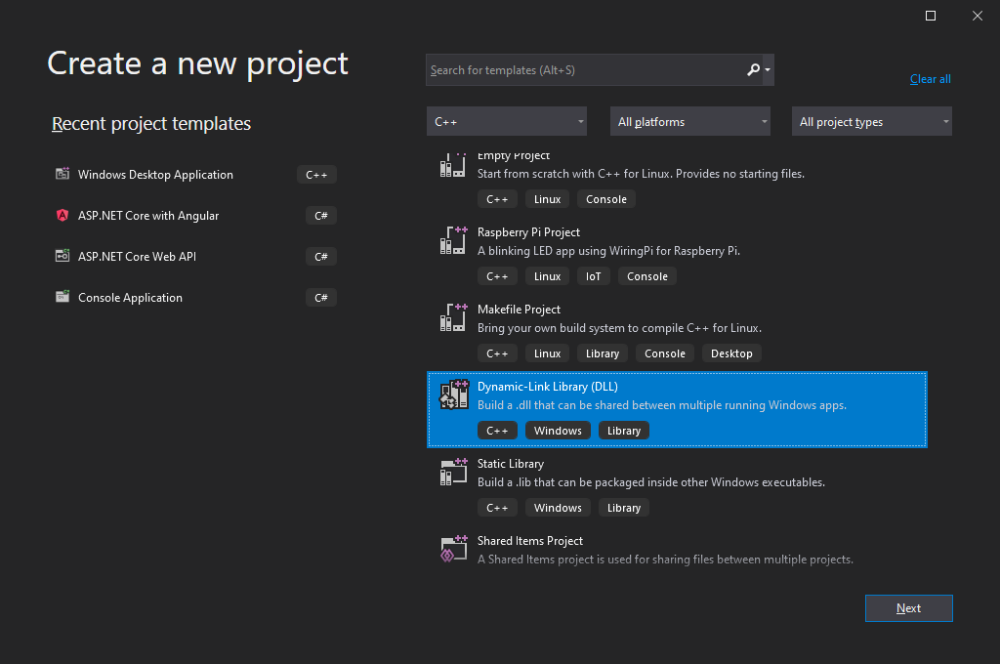 Create a new project
Search for templates (Alt+S)
Clear all
Recent project templates
C++
All platforms
All project types
Windows Desktop Application
C++
ASP.NET Core with Angular
C#
ASP.NET Core Web API
C#
Console Application
C#
Empty Project
Start from scratch with C++ for Linux. Provides no starting files.
C++ Linux Console
Raspberry Pi Project
A blinking LED app using WiringPi for Raspberry Pi.
C++ Linux IoT Console
Makefile Project
Bring your own build system to compile C++ for Linux.
C++ Linux Library Console Desktop
Dynamic-Link Library (DLL)
Build a .dll that can be shared between multiple running Windows apps.
C++ Windows Library
Static Library
Build a .lib that can be packaged inside other Windows executables.
C++ Windows Library
Shared Items Project
A Shared Items project is used for sharing files between multiple projects.
Next